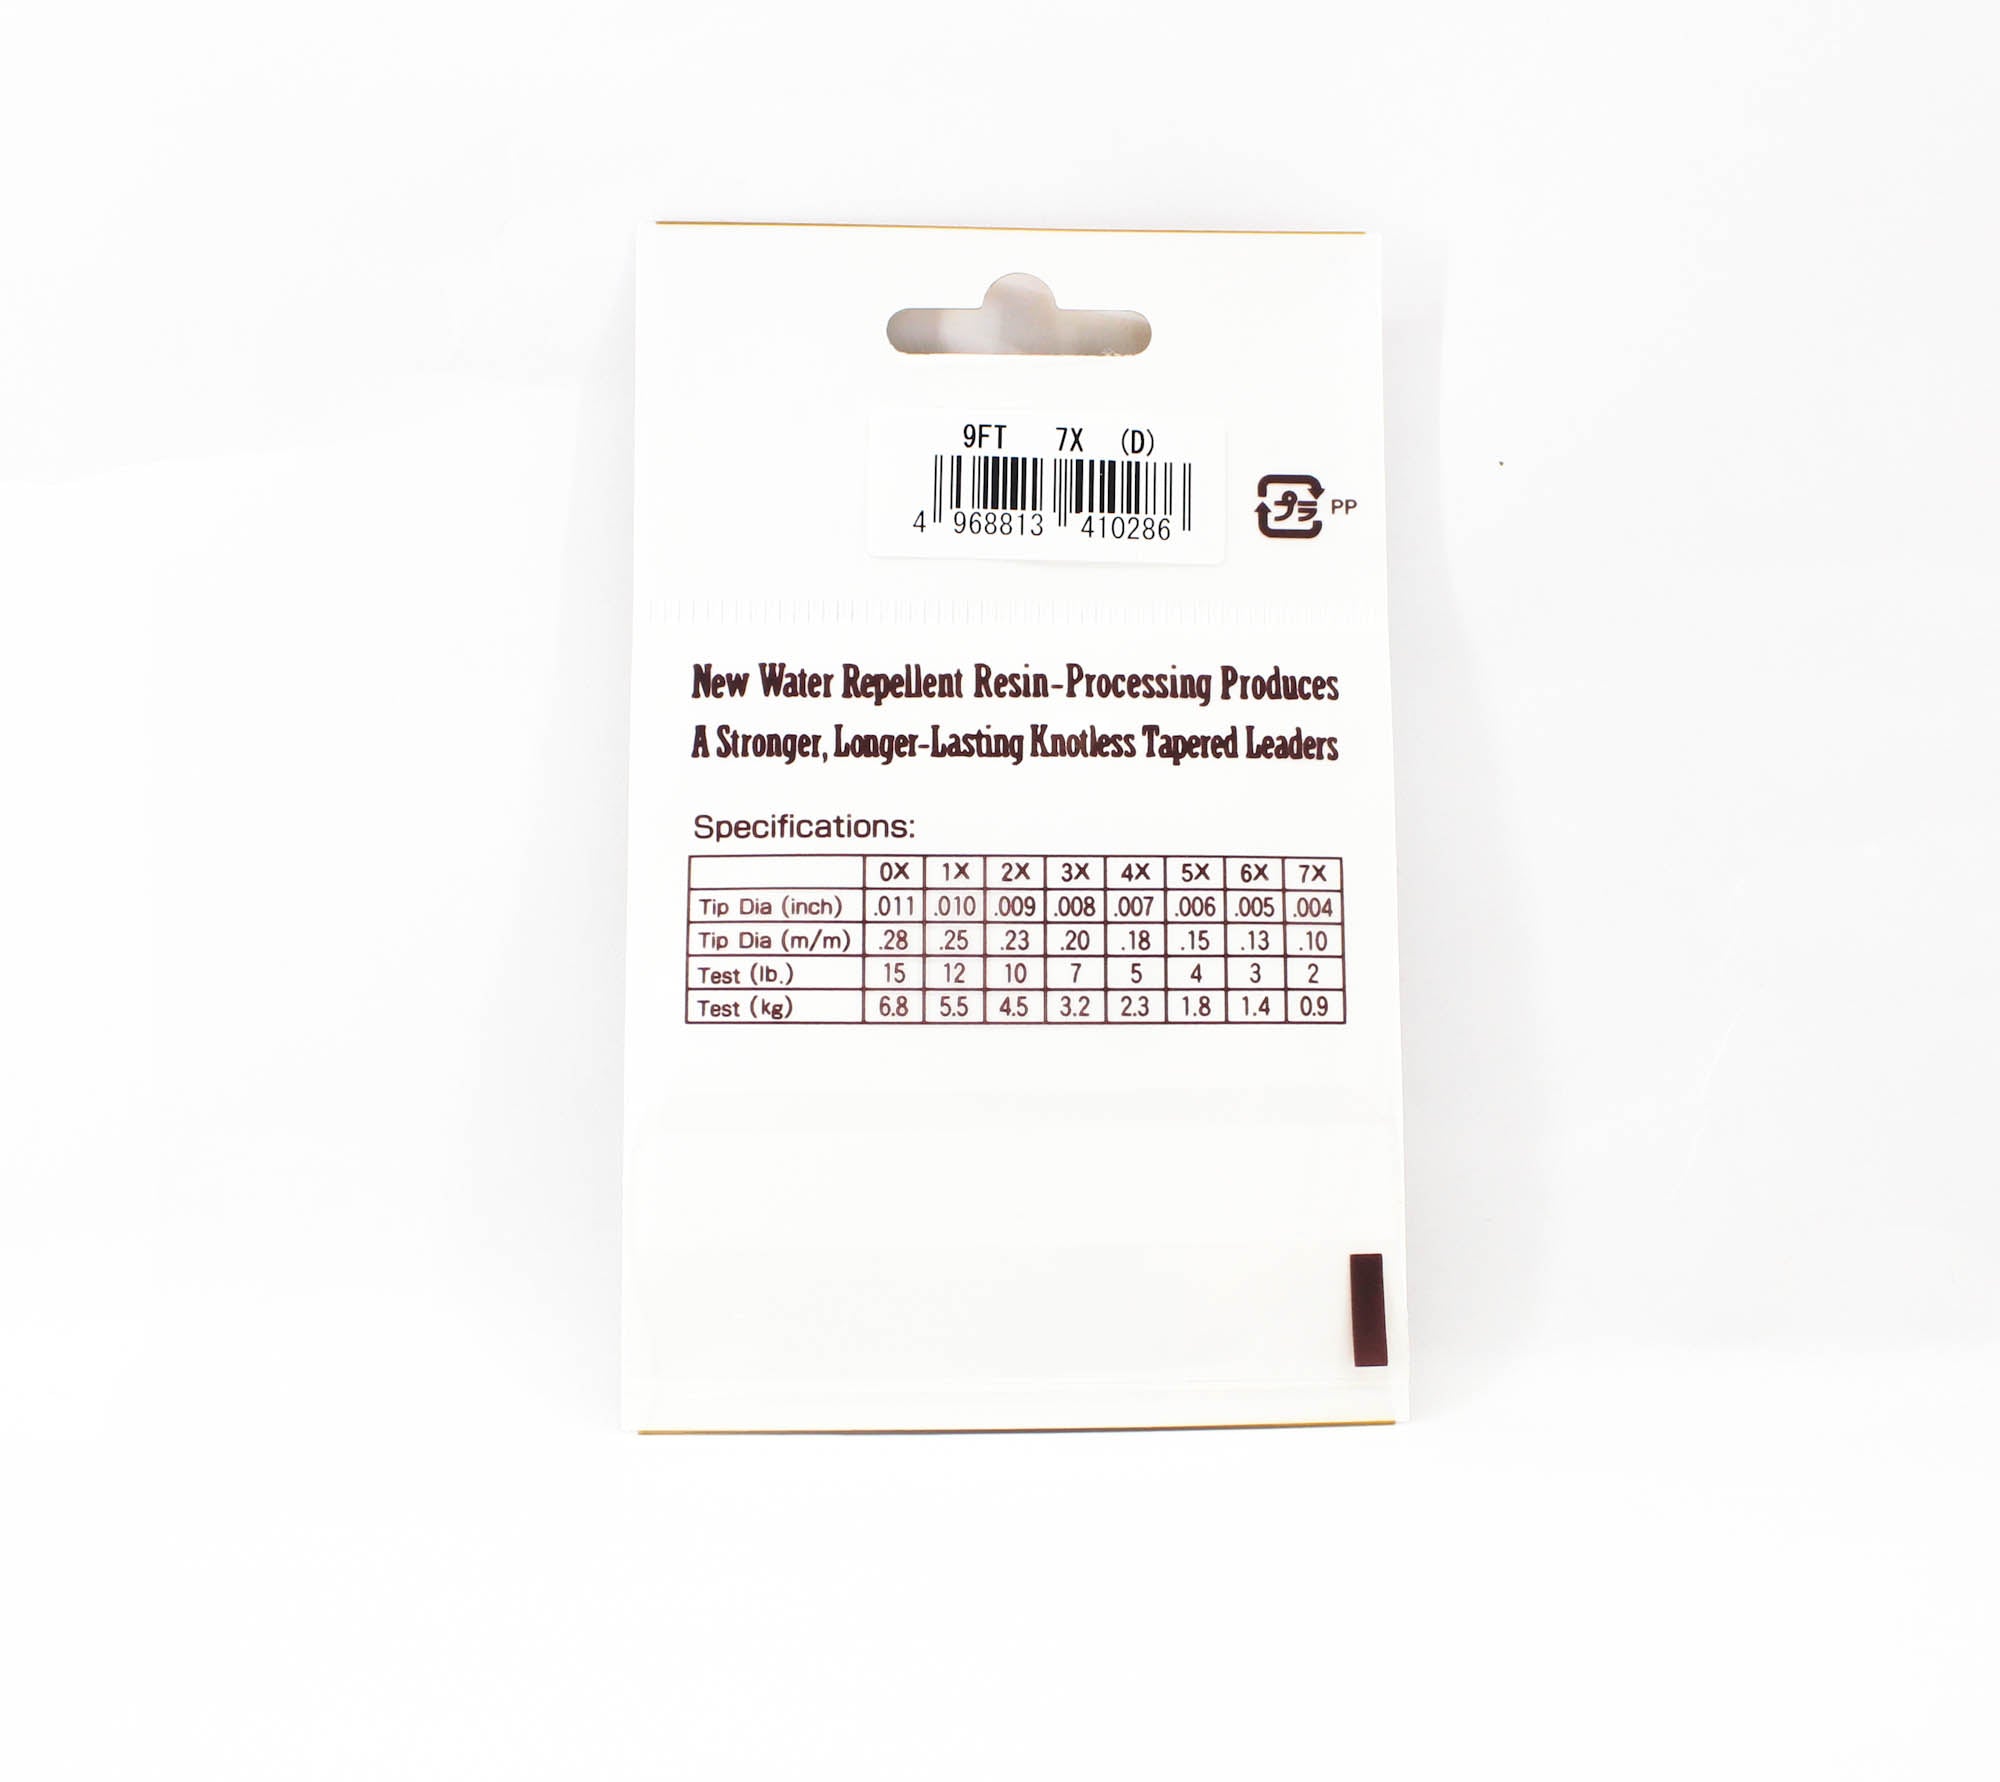 9FT 7X (D)
4 968813 410286
プラ PP
New Water Repellent Resin-Processing Produces
A Stronger, Longer-Lasting Knotless Tapered Leaders
Specifications:
0X 1X 2X 3X 4X 5X 6X 7X
Tip Dia (inch) .011 .010 .009 .008 .007 .006 .005 .004
Tip Dia (m/m) .28 .25 .23 .20 .18 .15 .13 .10
Test (lb.) 15 12 10 7 5 4 3 2
Test (kg) 6.8 5.5 4.5 3.2 2.3 1.8 1.4 0.9